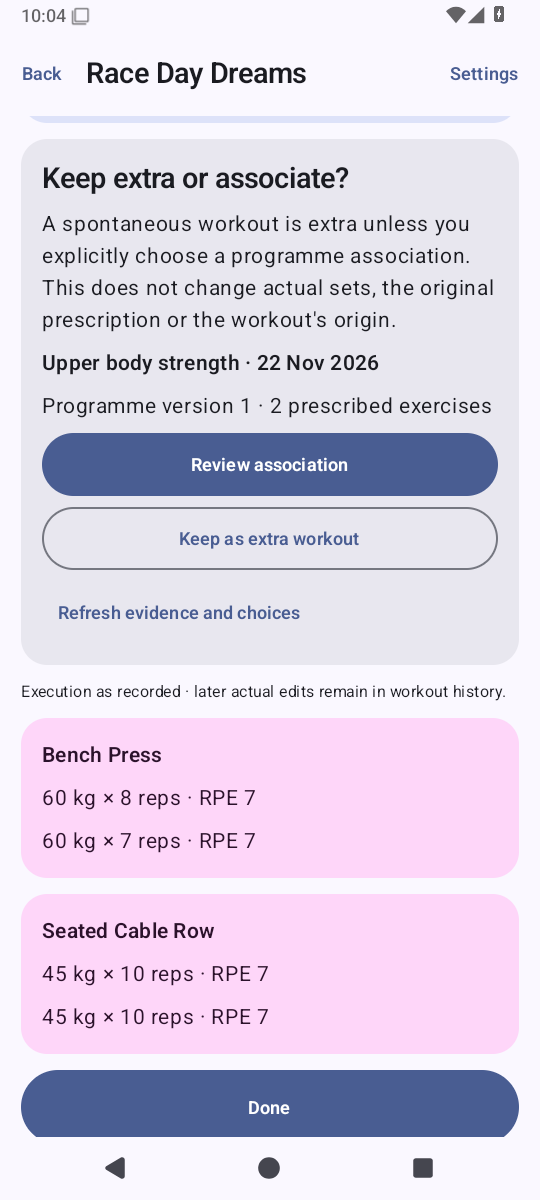 10:04
Back
Race Day Dreams
Settings
Keep extra or associate?
A spontaneous workout is extra unless you
explicitly choose a programme association.
This does not change actual sets, the original
prescription or the workout's origin.
Upper body strength · 22 Nov 2026
Programme version 1 · 2 prescribed exercises
Review association
Keep as extra workout
Refresh evidence and choices
Execution as recorded · later actual edits remain in workout history.
Bench Press
60 kg × 8 reps · RPE 7
60 kg × 7 reps · RPE 7
Seated Cable Row
45 kg × 10 reps · RPE 7
45 kg × 10 reps · RPE 7
Done